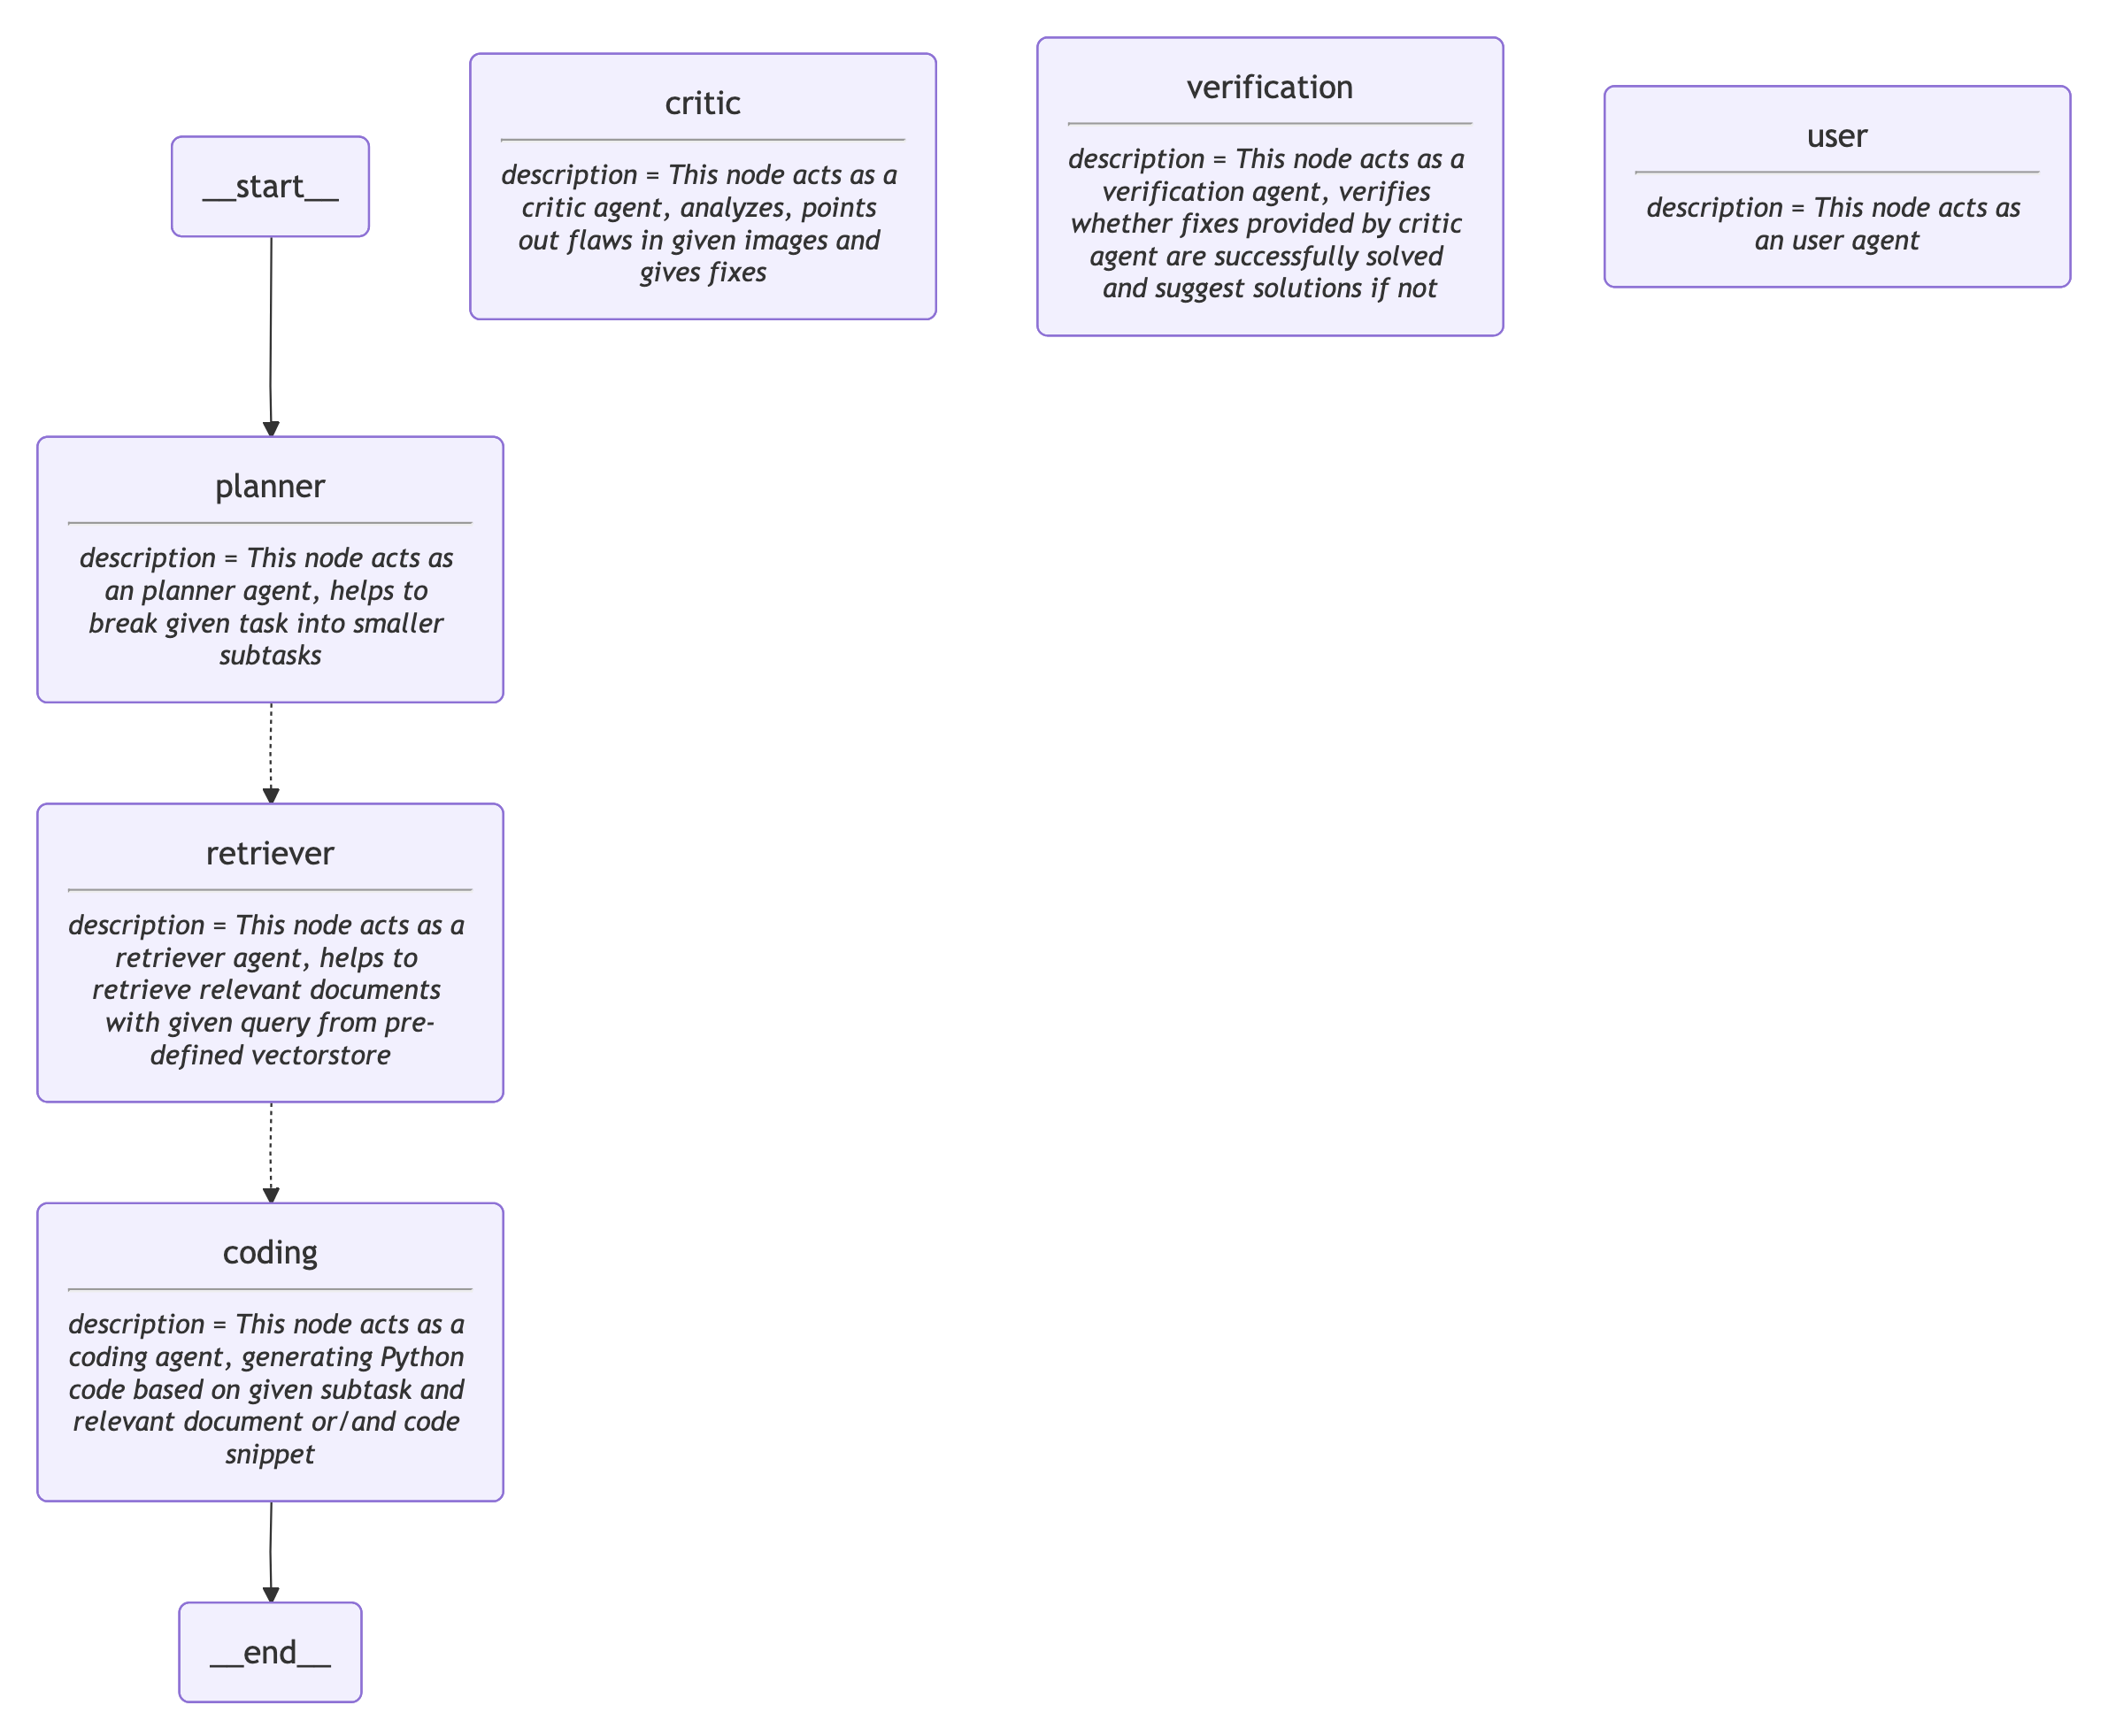 __start__
critic
description = This node acts as a
critic agent, analyzes, points
out flaws in given images and
gives fixes
verification
description = This node acts as a
verification agent, verifies
whether fixes provided by critic
agent are successfully solved
and suggest solutions if not
user
description = This node acts as
an user agent
planner
description = This node acts as
an planner agent, helps to
break given task into smaller
subtasks
retriever
description = This node acts as a
retriever agent, helps to
retrieve relevant documents
with given query from pre-
defined vectorstore
coding
description = This node acts as a
coding agent, generating Python
code based on given subtask and
relevant document or/and code
snippet
__end__